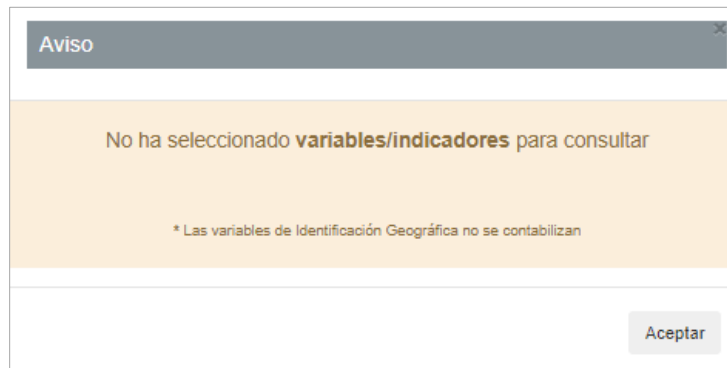 Aviso
No ha seleccionado variables/indicadores para consultar
* Las variables de Identificación Geográfica no se contabilizan
Aceptar